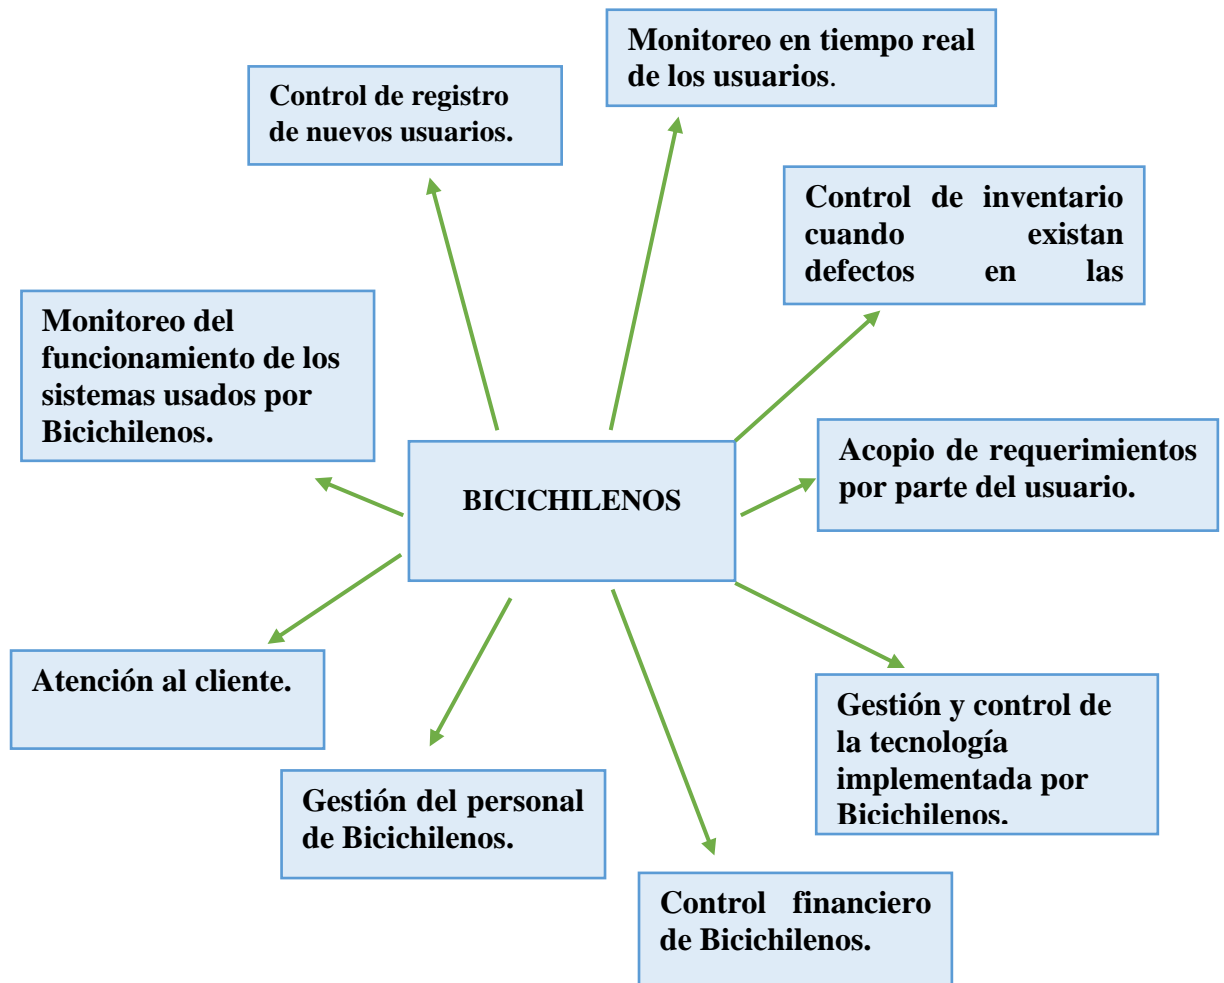 Monitoreo en tiempo real
de los usuarios.
Control de registro
de nuevos usuarios.
Control de inventario
cuando existan
defectos en las
Monitoreo del
funcionamiento de los
sistemas usados por
Bicichilenos.
Acopio de requerimientos
por parte del usuario.
BICICHILENOS
Atención al cliente.
Gestión y control de
la tecnología
implementada por
Bicichilenos.
Gestión del personal
de Bicichilenos.
Control financiero
de Bicichilenos.